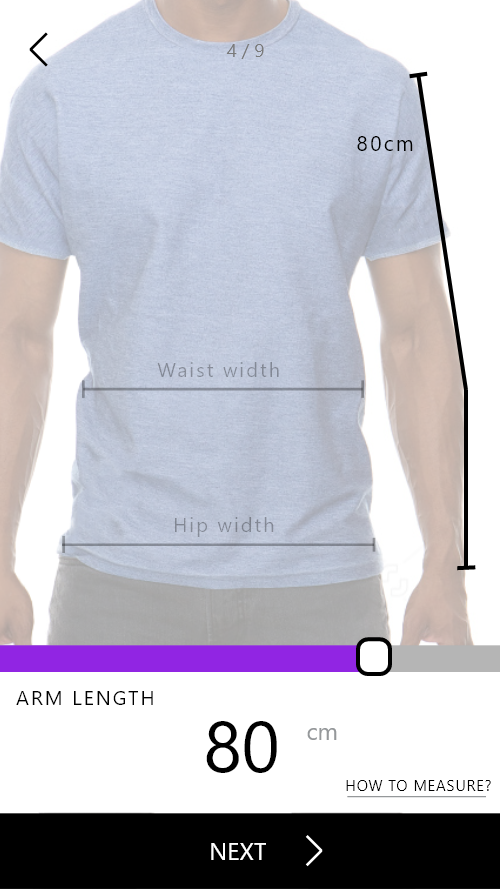 4/9
80cm
Waist width
Hip width
ARM LENGTH
80 cm
HOW TO MEASURE?
NEXT